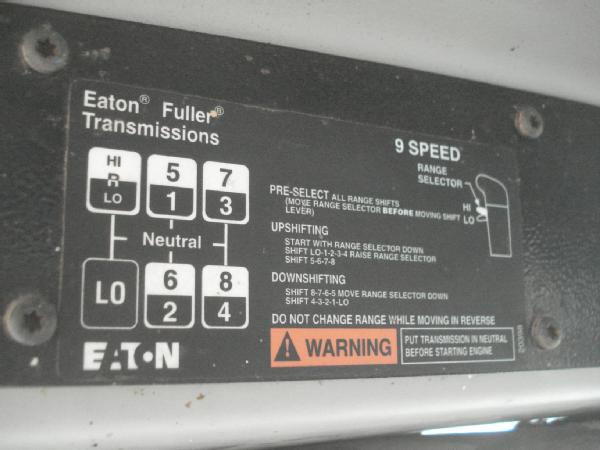 Eaton® Fuller®
Transmissions
HI
R
LO
5
1
7
3
Neutral
LO
6
2
8
4
EATON
9 SPEED
RANGE
SELECTOR
HI
LO
PRE-SELECT ALL RANGE SHIFTS
(MOVE RANGE SELECTOR BEFORE MOVING SHIFT
LEVER)
UPSHIFTING
START WITH RANGE SELECTOR DOWN
SHIFT LO-1-2-3-4 RAISE RANGE SELECTOR
SHIFT 5-6-7-8
DOWNSHIFTING
SHIFT 8-7-6-5 MOVE RANGE SELECTOR DOWN
SHIFT 4-3-2-1-LO
DO NOT CHANGE RANGE WHILE MOVING IN REVERSE
WARNING
PUT TRANSMISSION IN NEUTRAL
BEFORE STARTING ENGINE